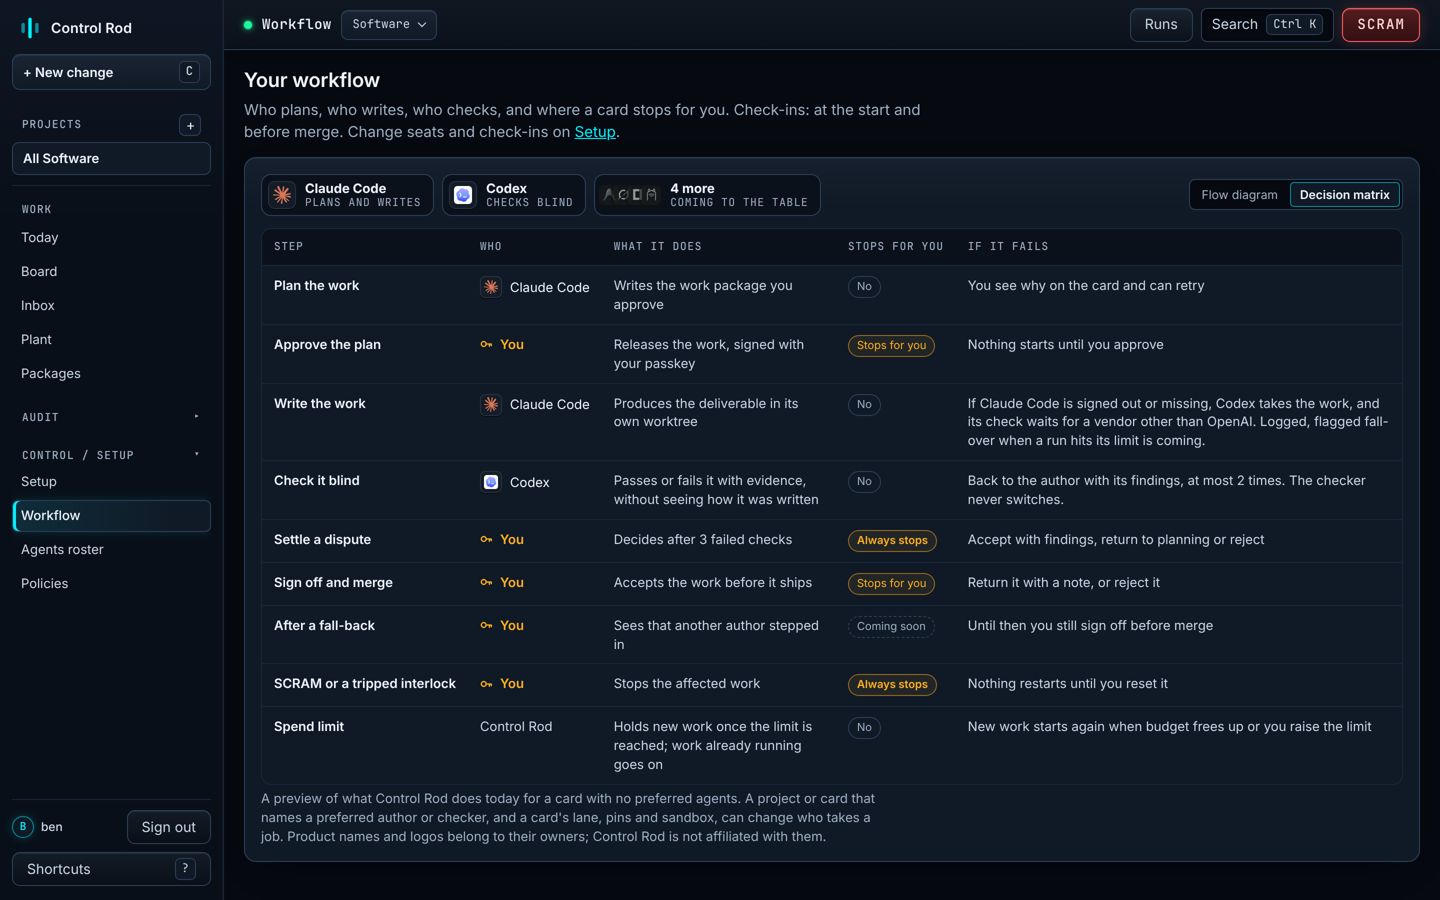 Control Rod
+ New change C
PROJECTS +
All Software
WORK
Today
Board
Inbox
Plant
Packages
AUDIT
CONTROL / SETUP
Setup
Workflow
Agents roster
Policies
B ben Sign out
Shortcuts ?
Workflow Software Runs Search Ctrl K SCRAM
Your workflow
Who plans, who writes, who checks, and where a card stops for you. Check-ins: at the start and
before merge. Change seats and check-ins on Setup.
Claude Code
PLANS AND WRITES
Codex
CHECKS BLIND
4 more
COMING TO THE TABLE
Flow diagram Decision matrix
STEP WHO WHAT IT DOES STOPS FOR YOU IF IT FAILS
Plan the work Claude Code Writes the work package you No You see why on the card and can retry
approve
Approve the plan You Releases the work, signed with Stops for you Nothing starts until you approve
your passkey
Write the work Claude Code Produces the deliverable in its No If Claude Code is signed out or missing, Codex takes the work, and
own worktree its check waits for a vendor other than OpenAI. Logged, flagged fall-
over when a run hits its limit is coming.
Check it blind Codex Passes or fails it with evidence, No Back to the author with its findings, at most 2 times. The checker
without seeing how it was written never switches.
Settle a dispute You Decides after 3 failed checks Always stops Accept with findings, return to planning or reject
Sign off and merge You Accepts the work before it ships Stops for you Return it with a note, or reject it
After a fall-back You Sees that another author stepped Coming soon Until then you still sign off before merge
in
SCRAM or a tripped interlock You Stops the affected work Always stops Nothing restarts until you reset it
Spend limit Control Rod Holds new work once the limit is No New work starts again when budget frees up or you raise the limit
reached; work already running
goes on
A preview of what Control Rod does today for a card with no preferred agents. A project or card that
names a preferred author or checker, and a card's lane, pins and sandbox, can change who takes a
job. Product names and logos belong to their owners; Control Rod is not affiliated with them.